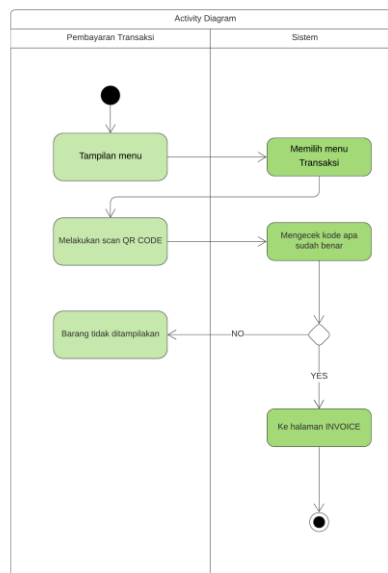 Activity Diagram
Pembayaran Transaksi
Sistem
Tampilan menu
Memilih menu
Transaksi
Melakukan scan QR CODE
Mengecek kode apa
sudah benar
Barang tidak ditampilakan
NO
YES
Ke halaman INVOICE